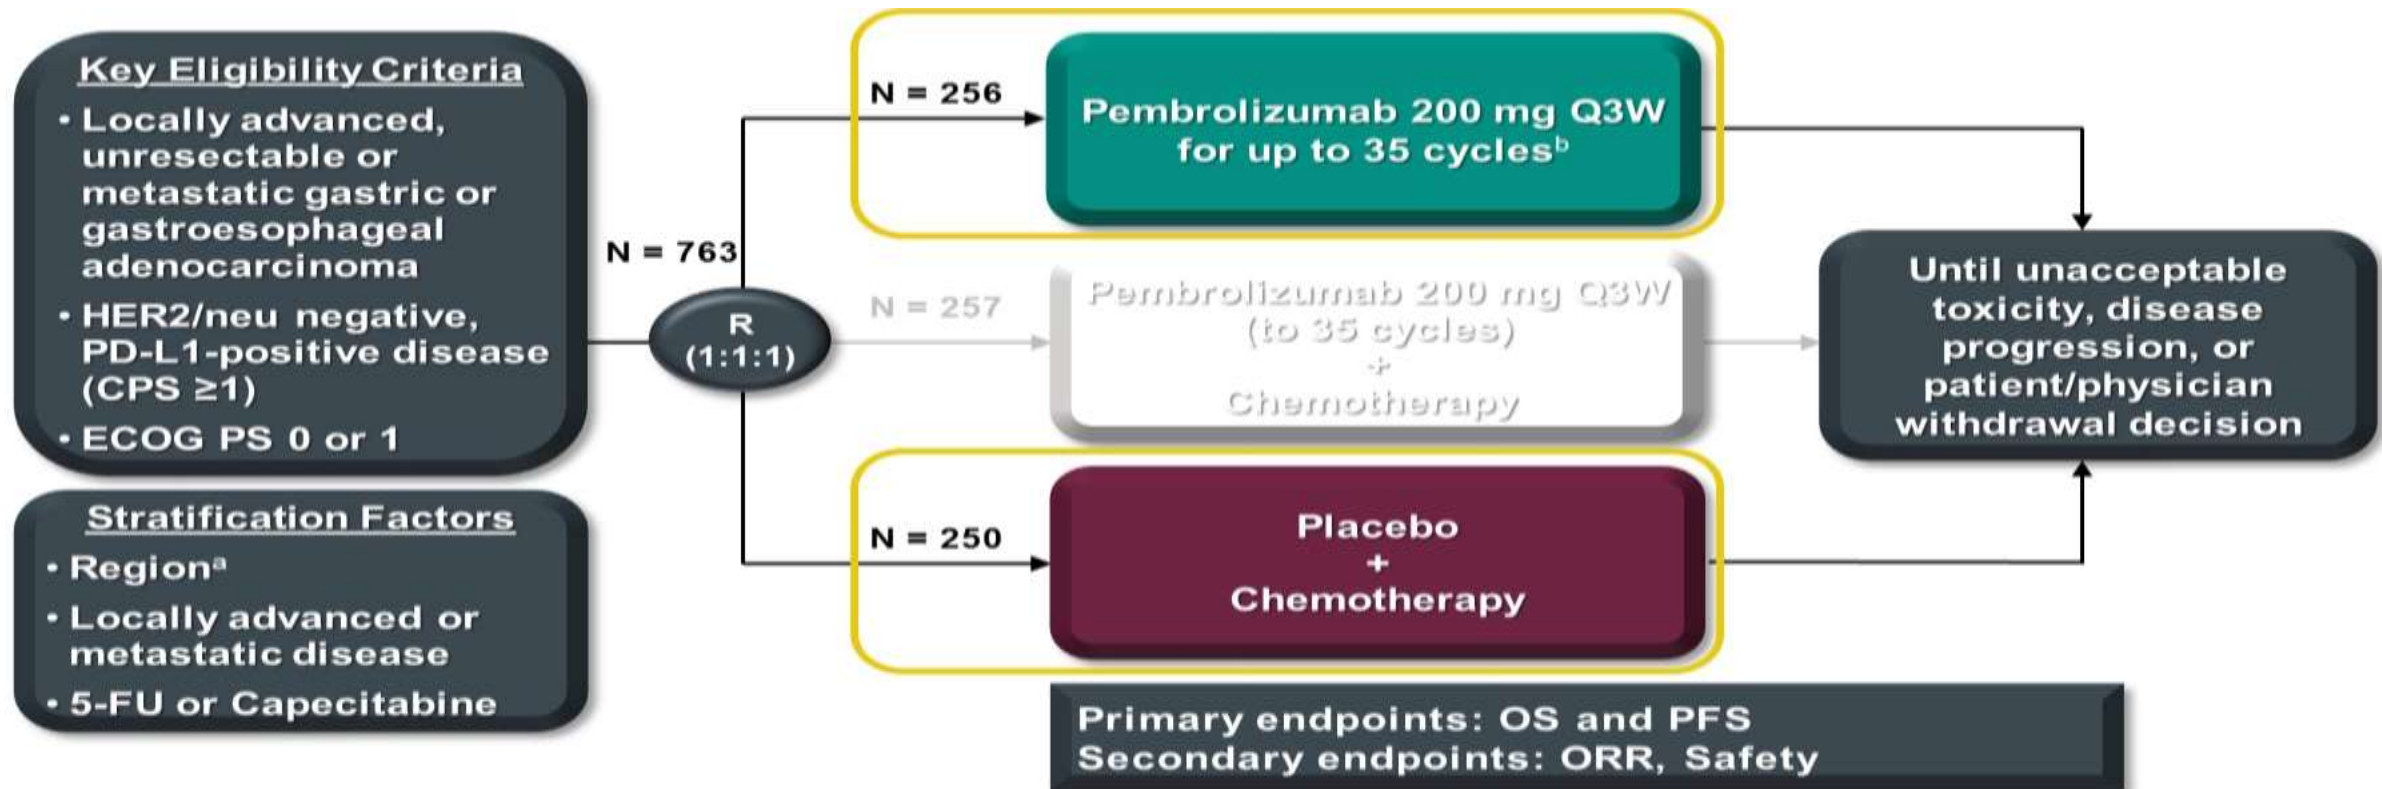 Key Eligibility Criteria
• Locally advanced,
unresectable or
metastatic gastric or
gastroesophageal
adenocarcinoma
• HER2/neu negative,
PD-L1-positive disease
(CPS ≥1)
• ECOG PS 0 or 1
Stratification Factors
• Regionᵃ
• Locally advanced or
metastatic disease
• 5-FU or Capecitabine
N = 763
R
(1:1:1)
N = 256
Pembrolizumab 200 mg Q3W
for up to 35 cyclesᵇ
N = 257
Pembrolizumab 200 mg Q3W
(to 35 cycles)
+
Chemotherapy
N = 250
Placebo
+
Chemotherapy
Until unacceptable
toxicity, disease
progression, or
patient/physician
withdrawal decision
Primary endpoints: OS and PFS
Secondary endpoints: ORR, Safety